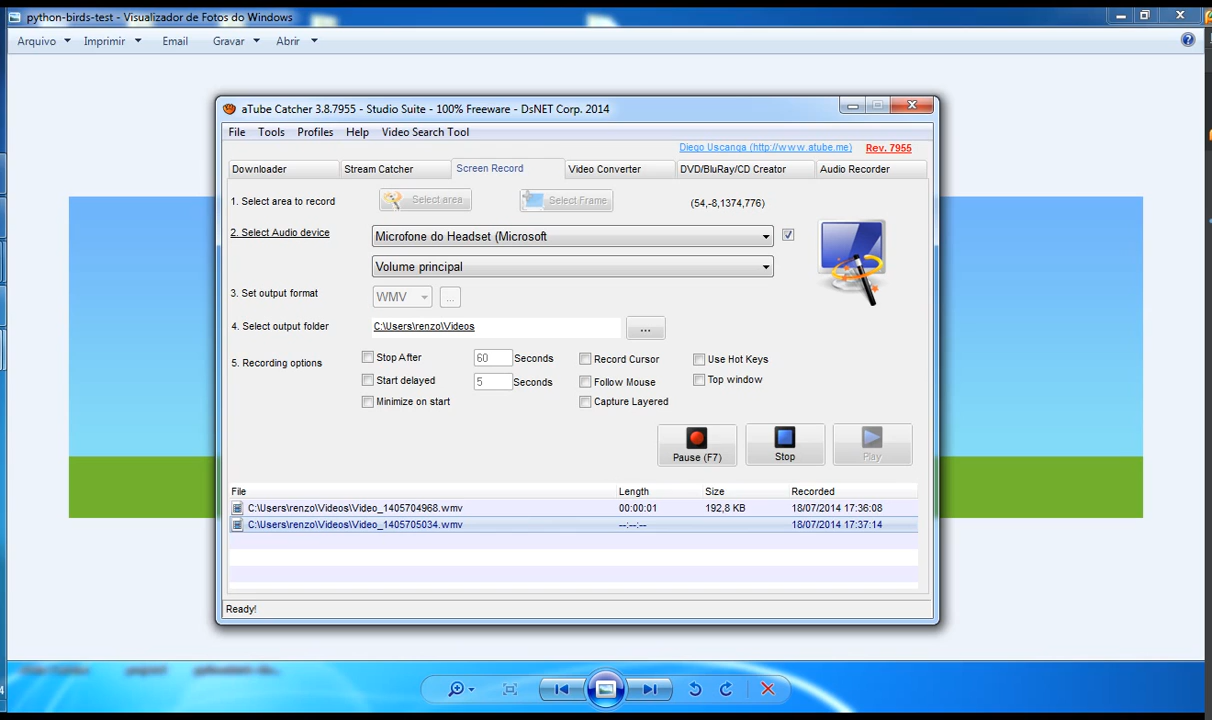 python-birds-test - Visualizador de Fotos do Windows
Arquivo Imprimir Email Gravar Abrir
aTube Catcher 3.8.7955 - Studio Suite - 100% Freeware - DsNET Corp. 2014
File Tools Profiles Help Video Search Tool
Diego Uscanga (http://www.atube.me) Rev. 7955
Downloader Stream Catcher Screen Record Video Converter DVD/BluRay/CD Creator Audio Recorder
1. Select area to record Select area Select Frame (54,-8,1374,776)
2. Select Audio device Microfone do Headset (Microsoft
Volume principal
3. Set output format WMV ...
4. Select output folder C:\Users\renzo\Videos ...
5. Recording options Stop After 60 Seconds Record Cursor Use Hot Keys
Start delayed 5 Seconds Follow Mouse Top window
Minimize on start Capture Layered
Pause (F7) Stop Play
File Length Size Recorded
C:\Users\renzo\Videos\Video_1405704968.wmv 00:00:01 192,8 KB 18/07/2014 17:36:08
C:\Users\renzo\Videos\Video_1405705034.wmv --:--:-- 18/07/2014 17:37:14
Ready!